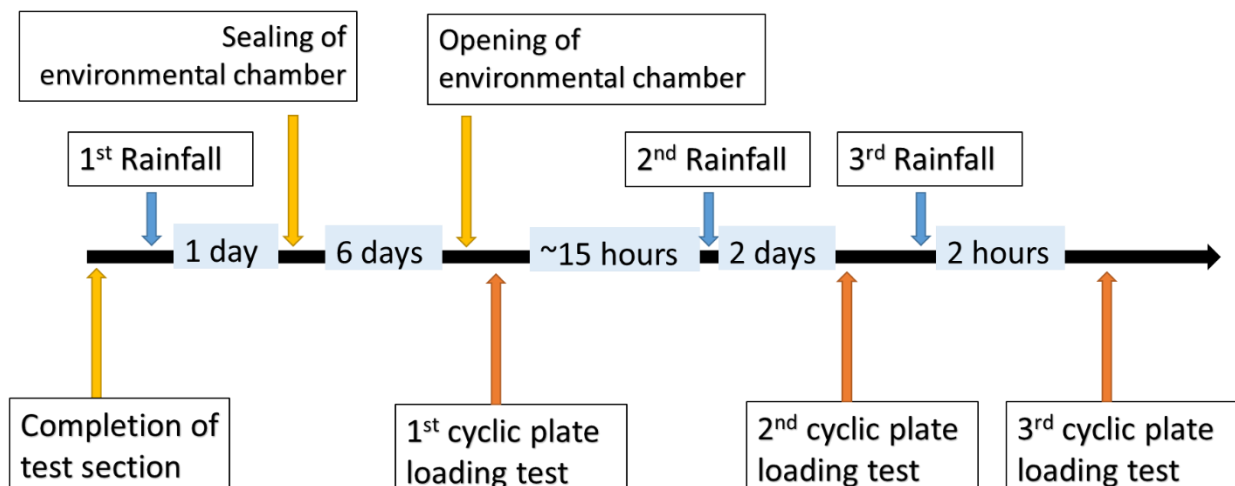 Sealing of
environmental chamber
Opening of
environmental chamber
1st Rainfall
2nd Rainfall
3rd Rainfall
1 day
6 days
~15 hours
2 days
2 hours
Completion of
test section
1st cyclic plate
loading test
2nd cyclic plate
loading test
3rd cyclic plate
loading test